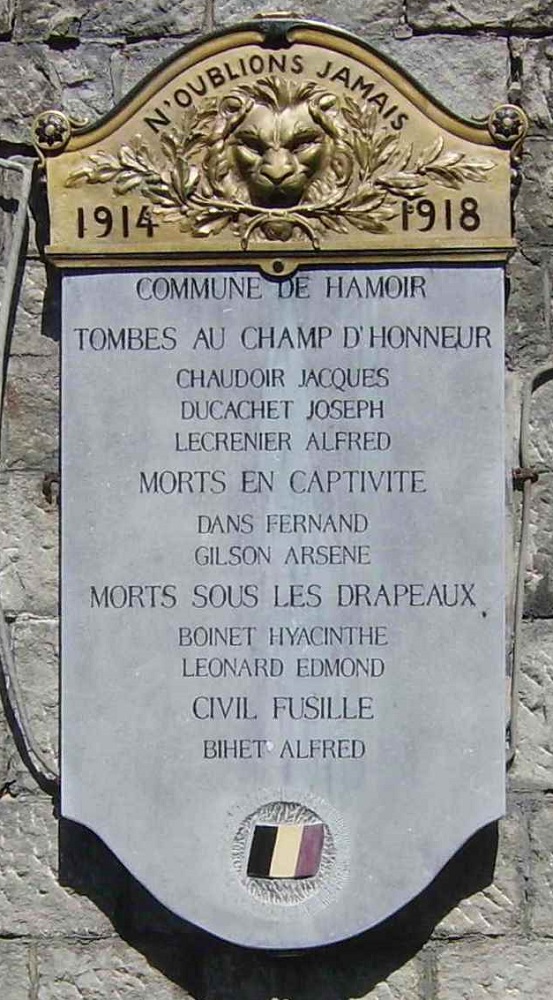 N'OUBLIONS JAMAIS
1914 1918
COMMUNE DE HAMOIR
TOMBES AU CHAMP D'HONNEUR
CHAUDOIR JACQUES
DUCACHET JOSEPH
LECRENIER ALFRED
MORTS EN CAPTIVITE
DANS FERNAND
GILSON ARSENE
MORTS SOUS LES DRAPEAUX
BOINET HYACINTHE
LEONARD EDMOND
CIVIL FUSILLE
BIHET ALFRED